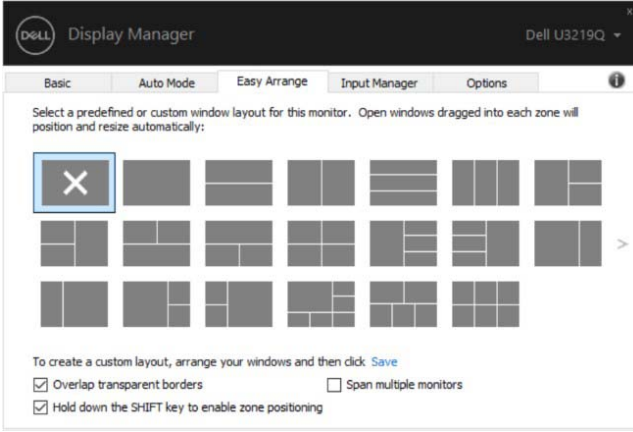 DELL Display Manager
Dell U3219Q
Basic Auto Mode Easy Arrange Input Manager Options
Select a predefined or custom window layout for this monitor. Open windows dragged into each zone will
position and resize automatically:
To create a custom layout, arrange your windows and then click Save
Overlap transparent borders
Span multiple monitors
Hold down the SHIFT key to enable zone positioning